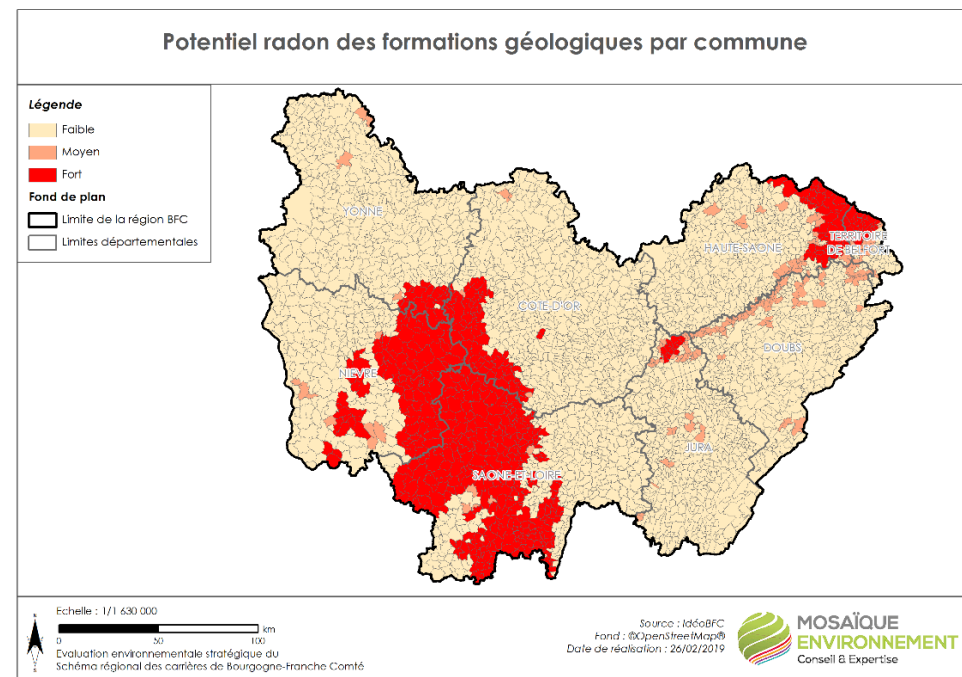 Potentiel radon des formations géologiques par commune
Légende
Faible
Moyen
Fort
Fond de plan
Limite de la région BFC
Limites départementales
YONNE
HAUTE-SAONE
TERRITOIRE
DE BELFORT
COTE-D'OR
DOUBS
NIEVRE
JURA
SAONE-ET-LOIRE
Echelle : 1/1 630 000
km
0 50 100
Evaluation environnementale stratégique du
Schéma régional des carrières de Bourgogne-Franche Comté
Source : IdéoBFC
Fond : ©OpenStreetMap®
Date de réalisation : 26/02/2019
MOSAÏQUE
ENVIRONNEMENT
Conseil & Expertise